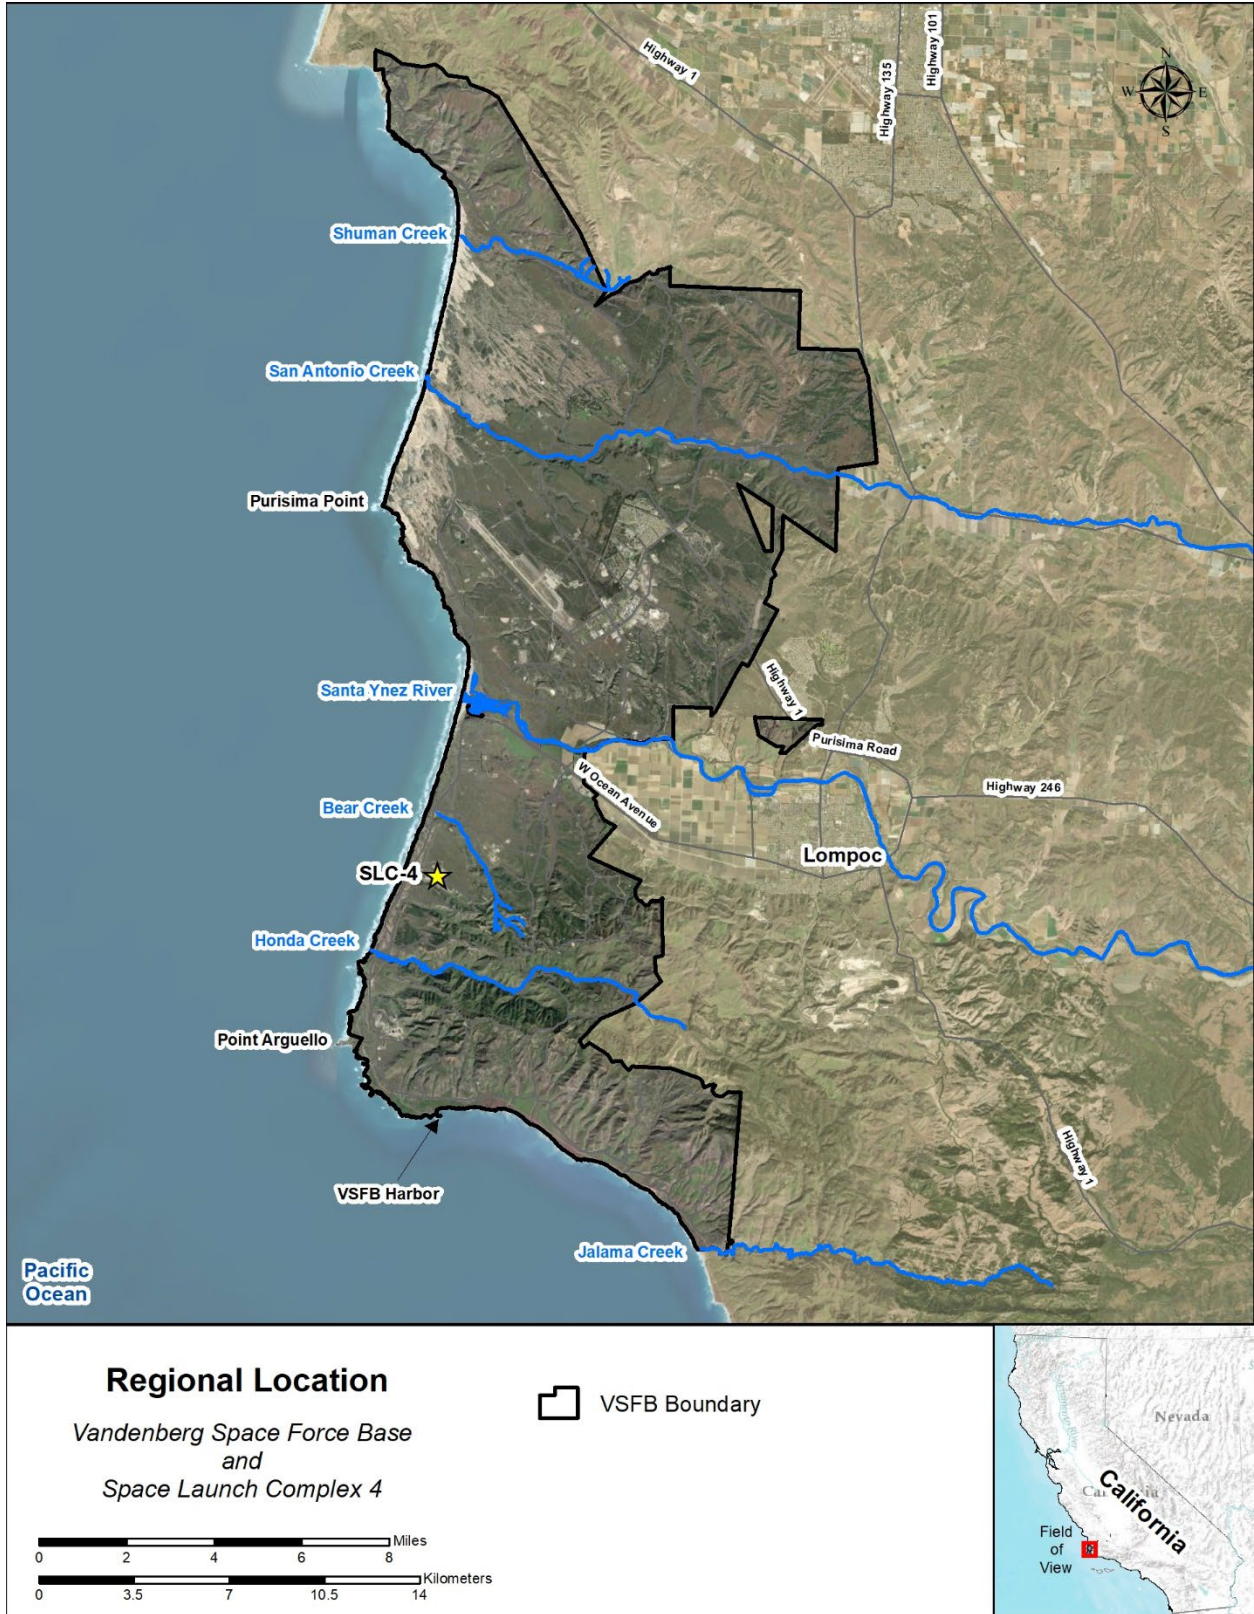 Highway 1
Highway 135
Highway 101
N
W
E
S
Shuman Creek
San Antonio Creek
Purisima Point
Santa Ynez River
Highway 1
Purisima Road
W Ocean Avenue
Highway 246
Bear Creek
Lompoc
SLC-4
Honda Creek
Point Arguello
Highway 1
VSFB Harbor
Jalama Creek
Pacific
Ocean
Regional Location
Vandenberg Space Force Base
and
Space Launch Complex 4
VSFB Boundary
Miles
0 2 4 6 8
Kilometers
0 3.5 7 10.5 14
Nevada
California
Field
of
View